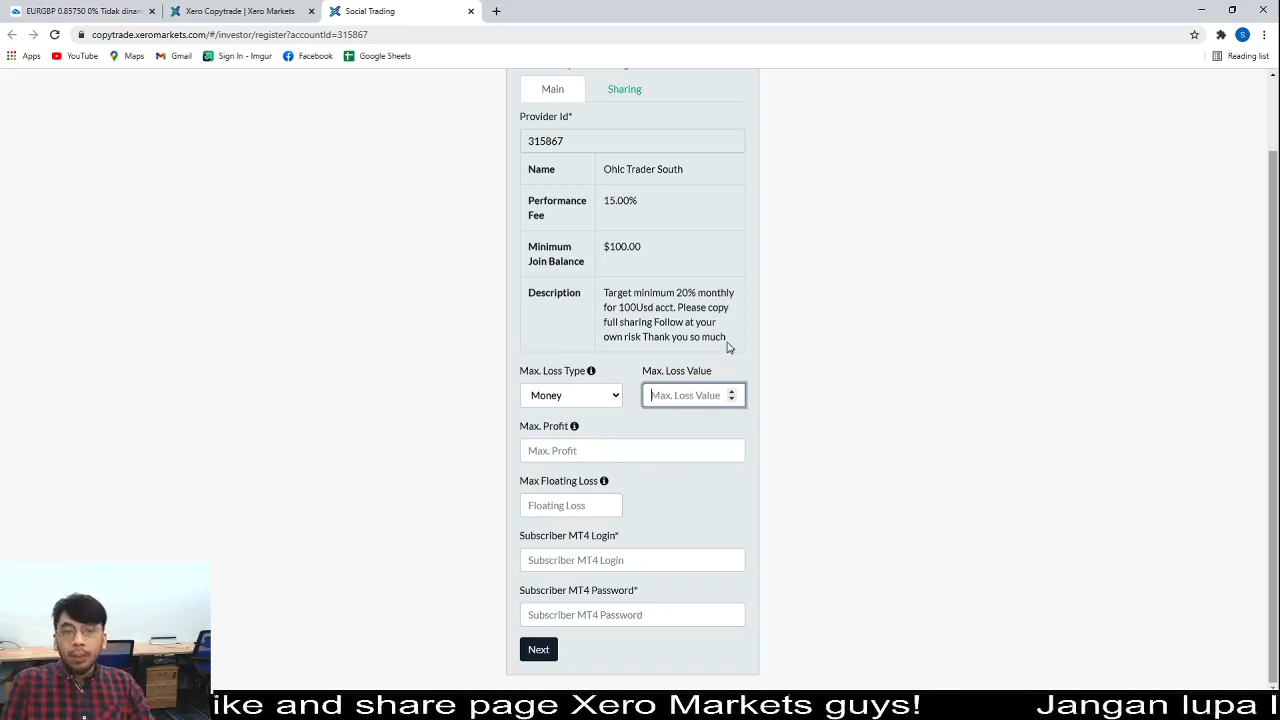 EURGBP 0.85750 0% Tidak dinam
Xero Copytrade | Xero Markets
Social Trading
copytrade.xeromarkets.com/#/investor/register?accountId=315867
S
Apps
YouTube
Maps
Gmail
Sign In - Imgur
Facebook
Google Sheets
Reading list
Main
Sharing
Provider Id*
315867
Name
Ohlc Trader South
Performance
Fee
15.00%
Minimum
Join Balance
$100.00
Description
Target minimum 20% monthly
for 100Usd acct. Please copy
full sharing Follow at your
own risk Thank you so much
Max. Loss Type
Max. Loss Value
Money
Max. Loss Value
Max. Profit
Max. Profit
Max Floating Loss
Floating Loss
Subscriber MT4 Login*
Subscriber MT4 Login
Subscriber MT4 Password*
Subscriber MT4 Password
Next
ike and share page Xero Markets guys! Jangan lupa l